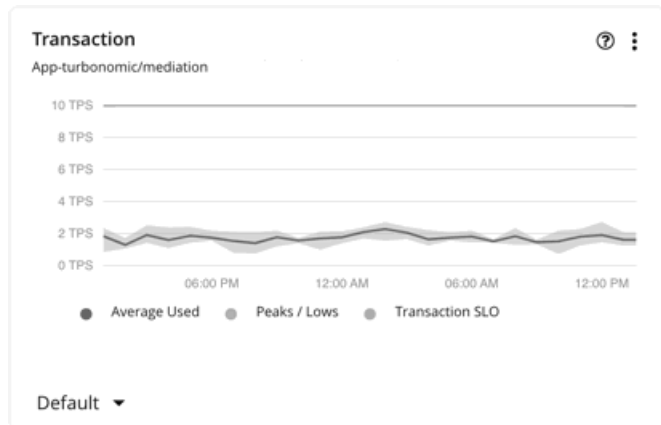 Transaction
App-turbonomic/mediation
10 TPS
8 TPS
6 TPS
4 TPS
2 TPS
0 TPS
06:00 PM 12:00 AM 06:00 AM 12:00 PM
Average Used Peaks / Lows Transaction SLO
Default